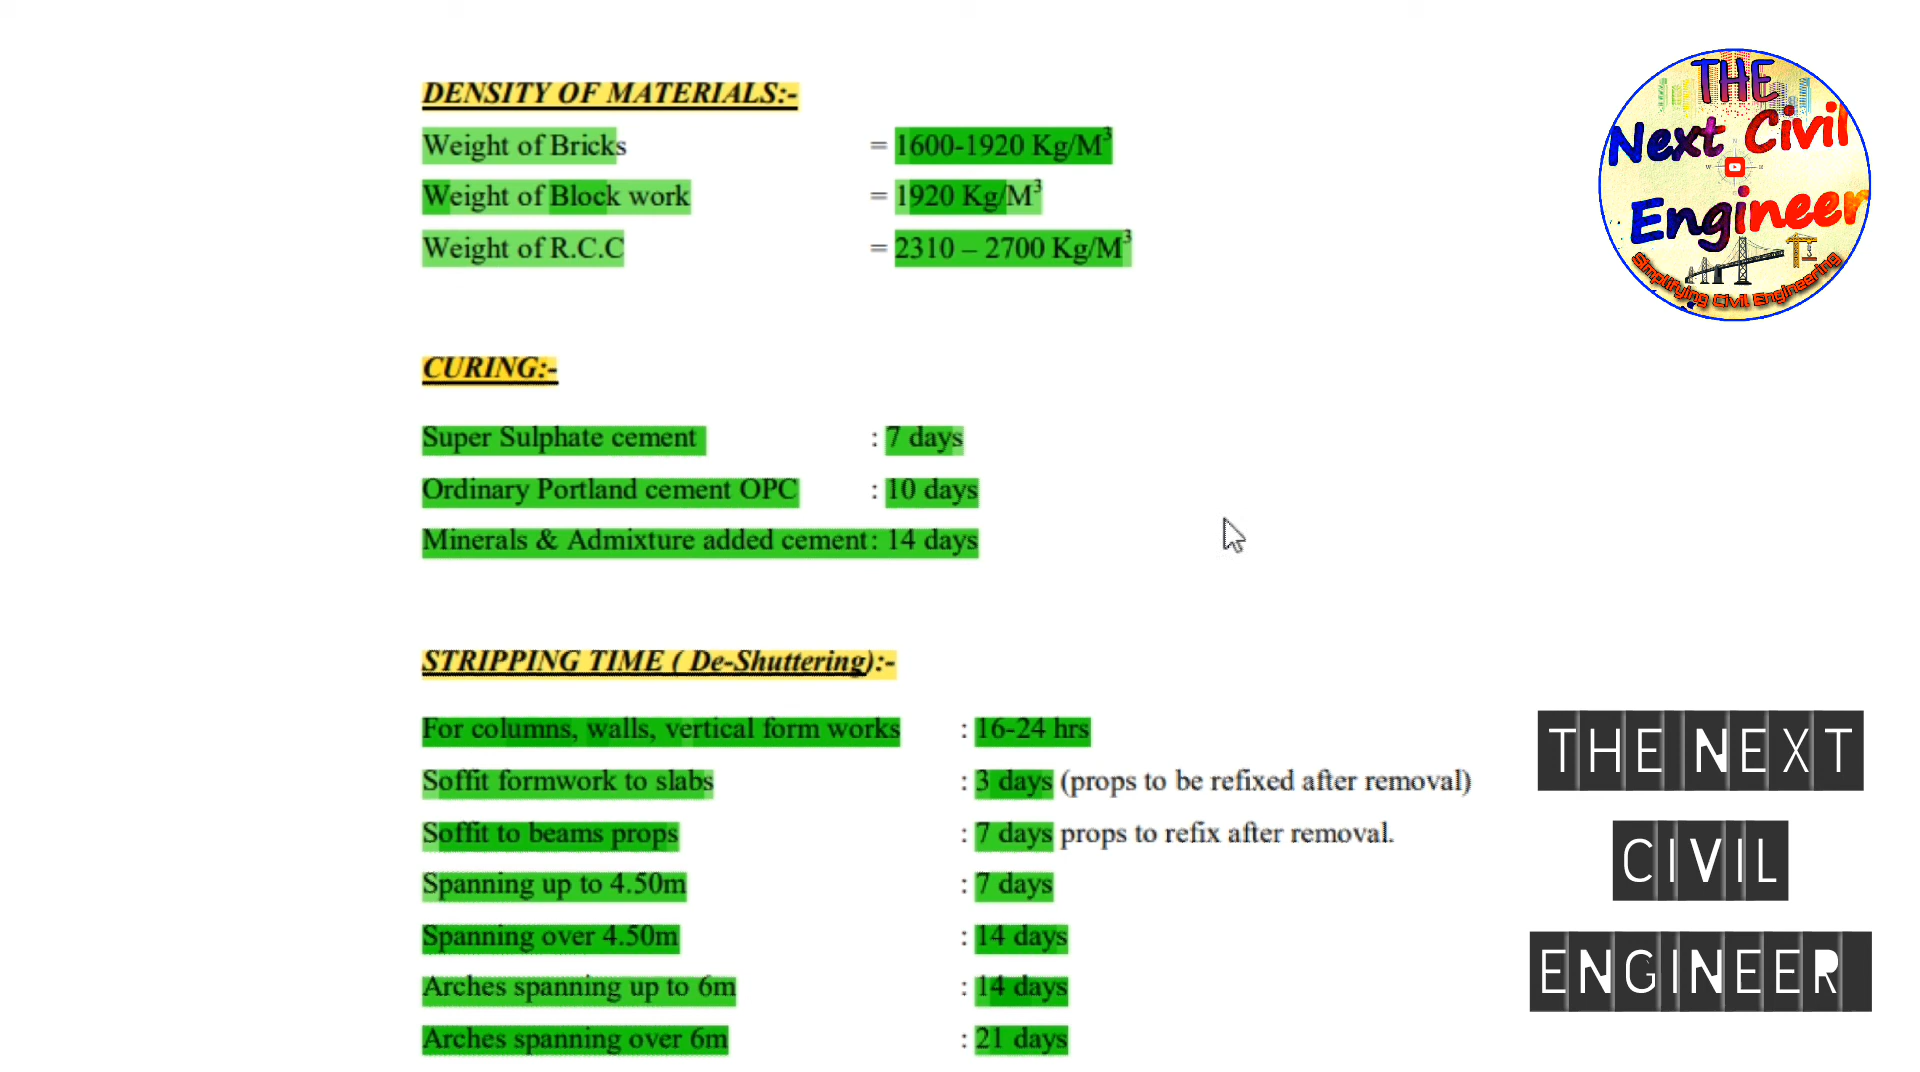 DENSITY OF MATERIALS:-
Weight of Bricks = 1600-1920 Kg/M³
Weight of Block work = 1920 Kg/M³
Weight of R.C.C = 2310 – 2700 Kg/M³
CURING:-
Super Sulphate cement : 7 days
Ordinary Portland cement OPC : 10 days
Minerals & Admixture added cement: 14 days
STRIPPING TIME ( De-Shuttering):-
For columns, walls, vertical form works : 16-24 hrs
Soffit formwork to slabs : 3 days (props to be refixed after removal)
Soffit to beams props : 7 days props to refix after removal.
Spanning up to 4.50m : 7 days
Spanning over 4.50m : 14 days
Arches spanning up to 6m : 14 days
Arches spanning over 6m : 21 days
THE
Next Civil
N
W
Engineer
Simplifying Civil Engineering
THE NEXT
CIVIL
ENGINEER